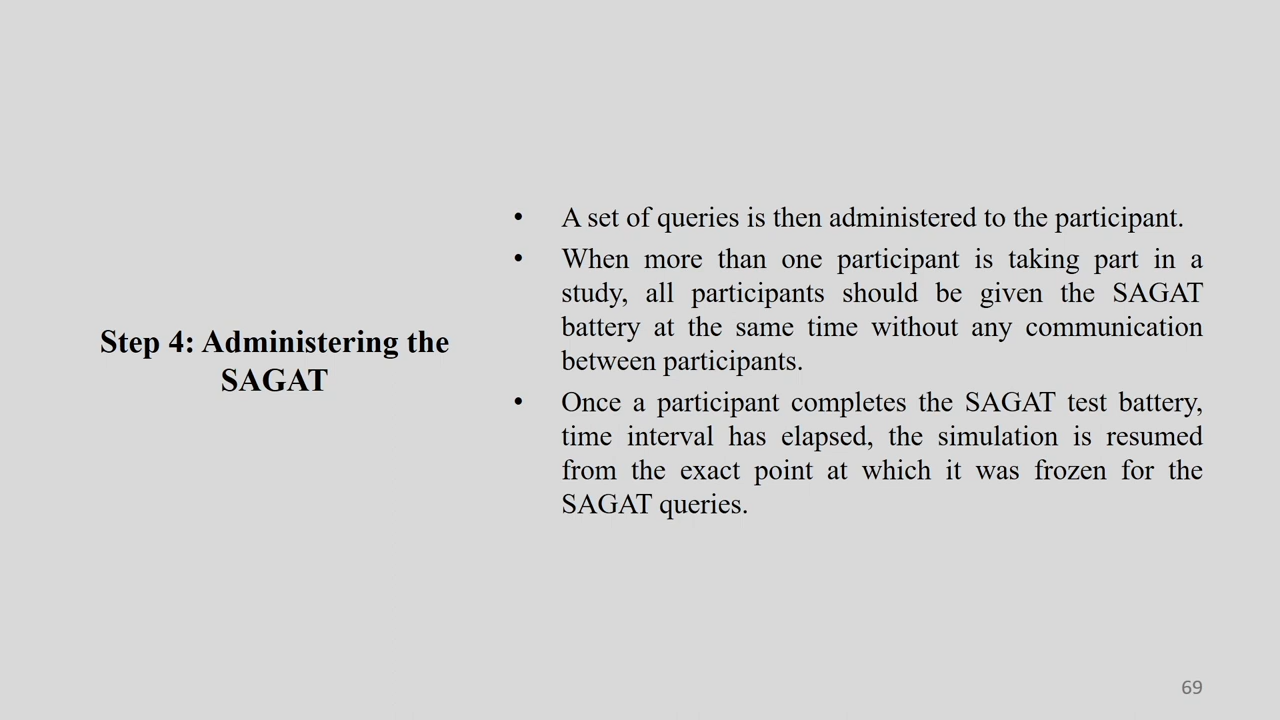 Step 4: Administering the
SAGAT
• A set of queries is then administered to the participant.
• When more than one participant is taking part in a
study, all participants should be given the SAGAT
battery at the same time without any communication
between participants.
• Once a participant completes the SAGAT test battery,
time interval has elapsed, the simulation is resumed
from the exact point at which it was frozen for the
SAGAT queries.
69